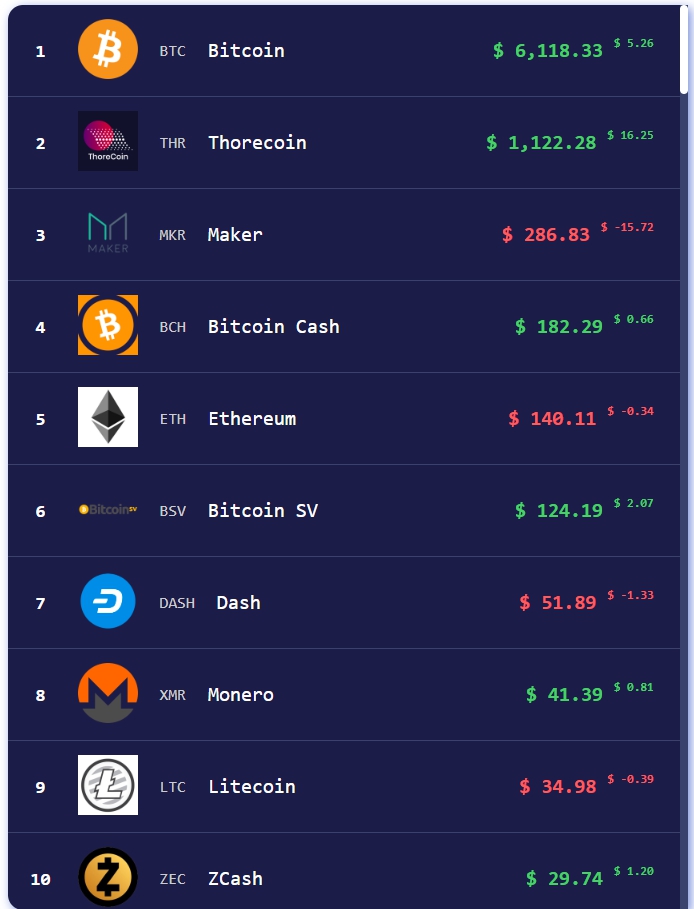 1 BTC Bitcoin $ 6,118.33 $ 5.26
2 ThoreCoin THR Thorecoin $ 1,122.28 $ 16.25
3 MAKER MKR Maker $ 286.83 $ -15.72
4 BCH Bitcoin Cash $ 182.29 $ 0.66
5 ETH Ethereum $ 140.11 $ -0.34
6 BitcoinSV BSV Bitcoin SV $ 124.19 $ 2.07
7 DASH Dash $ 51.89 $ -1.33
8 XMR Monero $ 41.39 $ 0.81
9 LTC Litecoin $ 34.98 $ -0.39
10 ZEC ZCash $ 29.74 $ 1.20